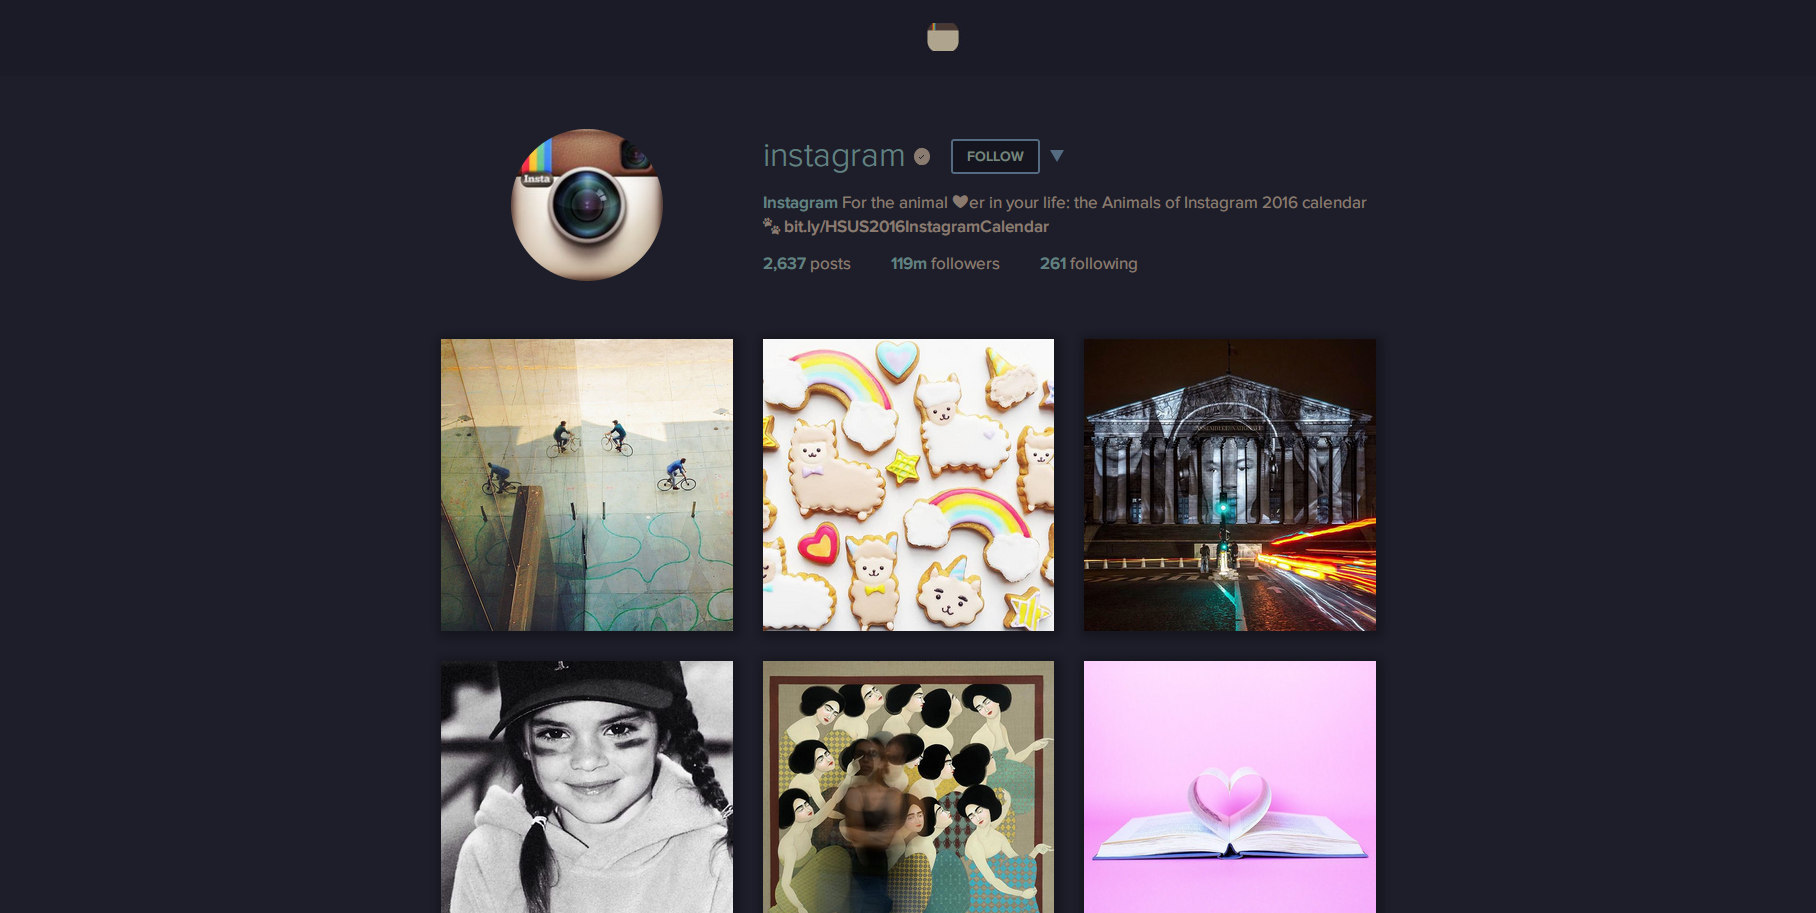 Insta
instagram
FOLLOW
Instagram For the animal ❤er in your life: the Animals of Instagram 2016 calendar
🐾 bit.ly/HSUS2016InstagramCalendar
2,637 posts 119m followers 261 following